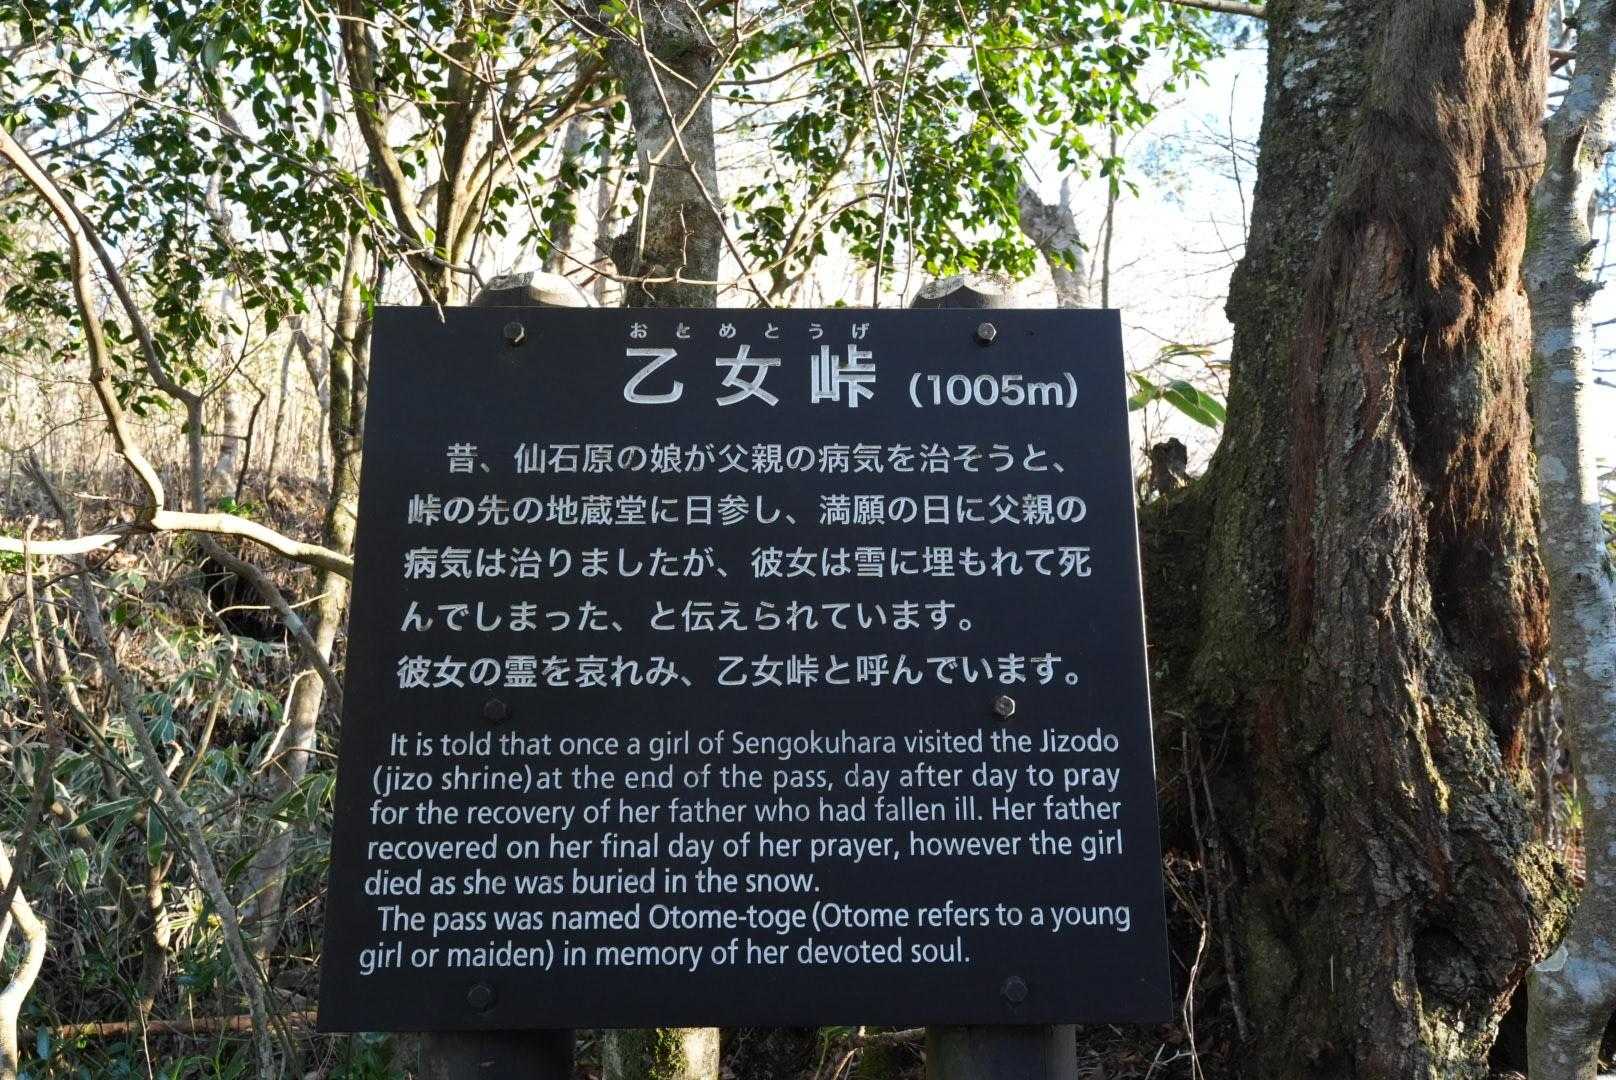 おとめとうげ
乙女峠 (1005m)
昔、仙石原の娘が父親の病気を治そうと、
峠の先の地蔵堂に日参し、満願の日に父親の
病気は治りましたが、彼女は雪に埋もれて死
んでしまった、と伝えられています。
彼女の霊を哀れみ、乙女峠と呼んでいます。
It is told that once a girl of Sengokuhara visited the Jizodo
(jizo shrine) at the end of the pass, day after day to pray
for the recovery of her father who had fallen ill. Her father
recovered on her final day of her prayer, however the girl
died as she was buried in the snow.
The pass was named Otome-toge (Otome refers to a young
girl or maiden) in memory of her devoted soul.